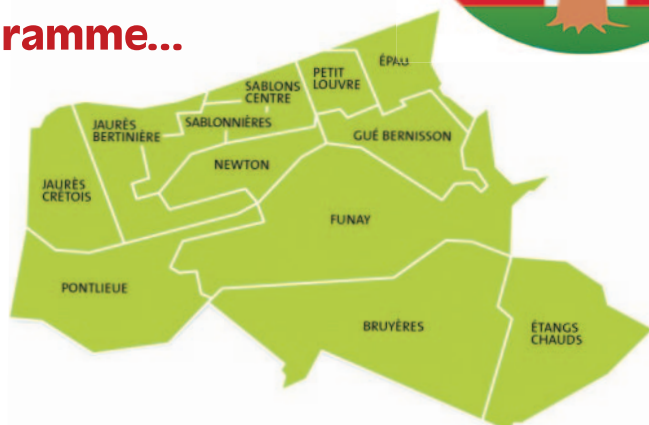 ramme...
ÉPAU
PETIT
LOUVRE
SABLONS
CENTRE
JAURÈS
BERTINIÈRE
SABLONNIÈRES
GUÉ BERNISSON
NEWTON
JAURÈS
CRÉTOIS
FUNAY
PONTLIEUE
BRUYÈRES
ÉTANGS
CHAUDS